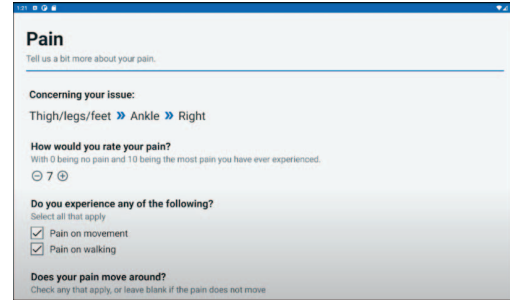 1:21
Pain
Tell us a bit more about your pain.
Concerning your issue:
Thigh/legs/feet » Ankle » Right
How would you rate your pain?
With 0 being no pain and 10 being the most pain you have ever experienced.
7
Do you experience any of the following?
Select all that apply
Pain on movement
Pain on walking
Does your pain move around?
Check any that apply, or leave blank if the pain does not move